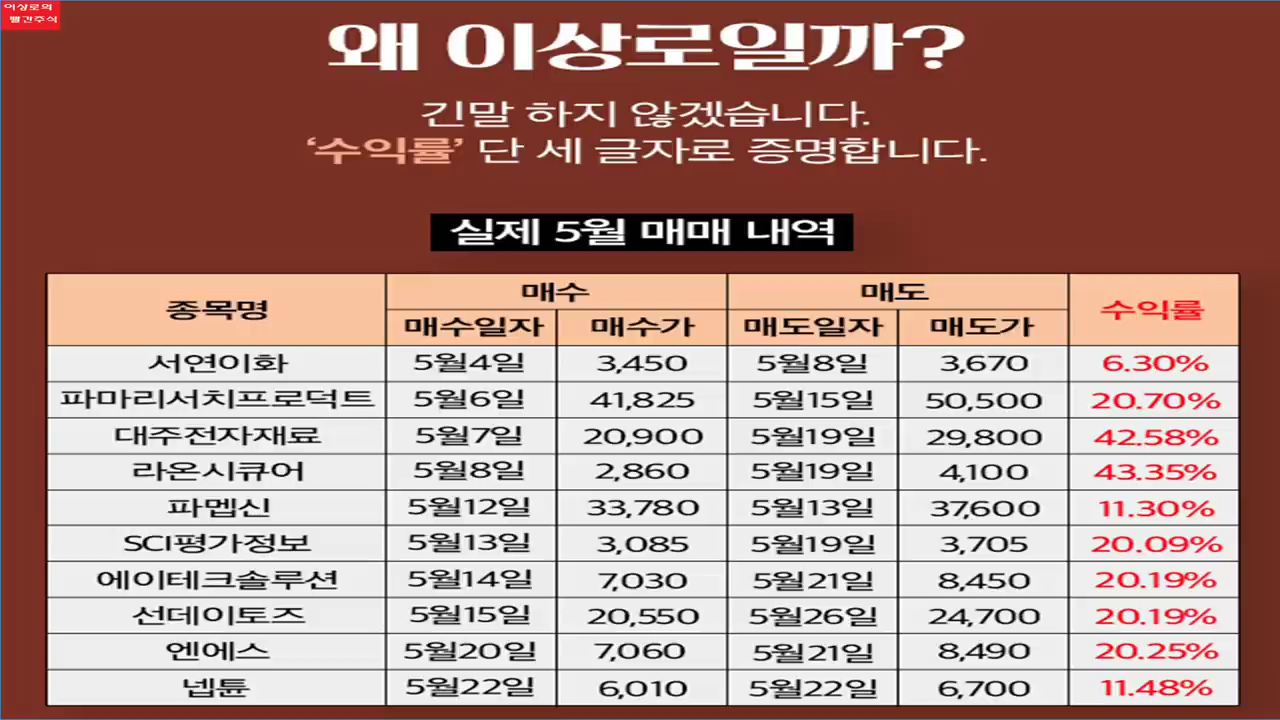 이상로의
빨간주식
왜 이상로일까?
긴말 하지 않겠습니다.
‘수익률’ 단 세 글자로 증명합니다.
실제 5월 매매 내역
종목명 매수 매도 수익률
매수일자 매수가 매도일자 매도가
서연이화 5월4일 3,450 5월8일 3,670 6.30%
파마리서치프로덕트 5월6일 41,825 5월15일 50,500 20.70%
대주전자재료 5월7일 20,900 5월19일 29,800 42.58%
라온시큐어 5월8일 2,860 5월19일 4,100 43.35%
파멥신 5월12일 33,780 5월13일 37,600 11.30%
SCI평가정보 5월13일 3,085 5월19일 3,705 20.09%
에이테크솔루션 5월14일 7,030 5월21일 8,450 20.19%
선데이토즈 5월15일 20,550 5월26일 24,700 20.19%
엔에스 5월20일 7,060 5월21일 8,490 20.25%
넵튠 5월22일 6,010 5월22일 6,700 11.48%